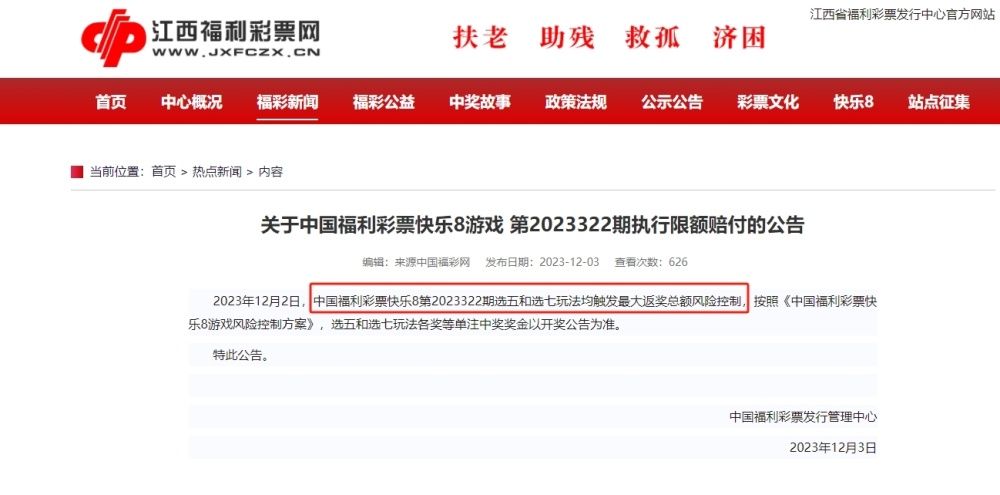 江西省福利彩票发行中心官方网站
江西福利彩票网
WWW.JXFCZX.CN
扶老 助残 救孤 济困
首页 中心概况 福彩新闻 福彩公益 中奖故事 政策法规 公示公告 彩票文化 快乐8 站点征集
当前位置：首页 > 热点新闻 > 内容
关于中国福利彩票快乐8游戏 第2023322期执行限额赔付的公告
编辑：来源中国福彩网 发布日期：2023-12-03 查看次数：626
2023年12月2日，中国福利彩票快乐8第2023322期选五和选七玩法均触发最大返奖总额风险控制，按照《中国福利彩票快
乐8游戏风险控制方案》，选五和选七玩法各奖等单注中奖奖金以开奖公告为准。
特此公告。
中国福利彩票发行管理中心
2023年12月3日